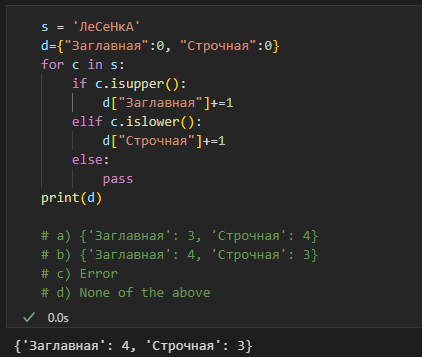 s = 'ЛеСеНкА'
d={"Заглавная":0, "Строчная":0}
for c in s:
    if c.isupper():
        d["Заглавная"]+=1
    elif c.islower():
        d["Строчная"]+=1
    else:
        pass
print(d)

# a) {'Заглавная': 3, 'Строчная': 4}
# b) {'Заглавная': 4, 'Строчная': 3}
# c) Error
# d) None of the above
0.0s
{'Заглавная': 4, 'Строчная': 3}